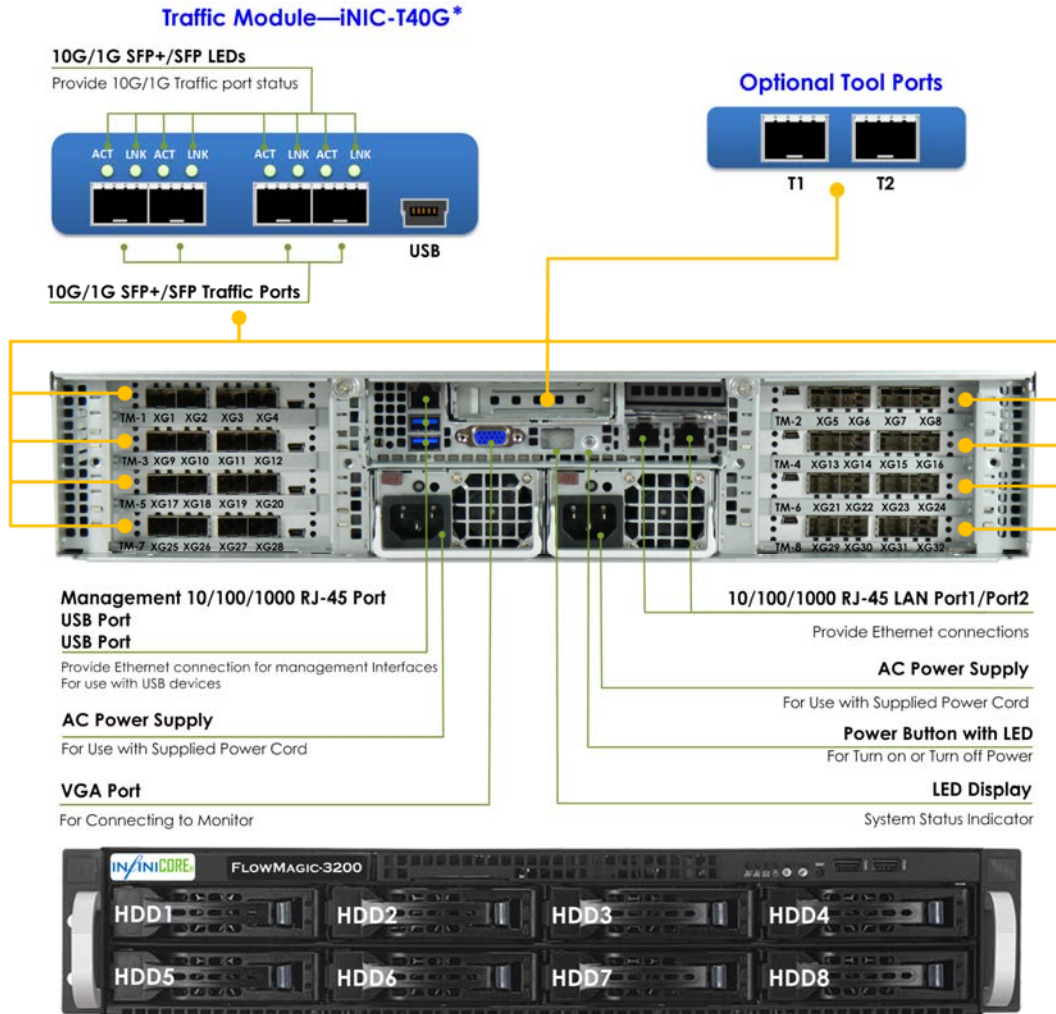 Traffic Module—iNIC-T40G*
10G/1G SFP+/SFP LEDs
Provide 10G/1G Traffic port status
ACT LNK ACT LNK ACT LNK ACT LNK
USB
10G/1G SFP+/SFP Traffic Ports
Optional Tool Ports
T1 T2
TM-1 XG1 XG2 XG3 XG4
TM-2 XG5 XG6 XG7 XG8
TM-3 XG9 XG10 XG11 XG12
TM-4 XG13 XG14 XG15 XG16
TM-5 XG17 XG18 XG19 XG20
TM-6 XG21 XG22 XG23 XG24
TM-7 XG25 XG26 XG27 XG28
TM-8 XG29 XG30 XG31 XG32
Management 10/100/1000 RJ-45 Port
USB Port
USB Port
Provide Ethernet connection for management Interfaces
For use with USB devices
AC Power Supply
For Use with Supplied Power Cord
VGA Port
For Connecting to Monitor
10/100/1000 RJ-45 LAN Port1/Port2
Provide Ethernet connections
AC Power Supply
For Use with Supplied Power Cord
Power Button with LED
For Turn on or Turn off Power
LED Display
System Status Indicator
INFINICORE® FLOWMAGIC-3200
HDD1 HDD2 HDD3 HDD4
HDD5 HDD6 HDD7 HDD8